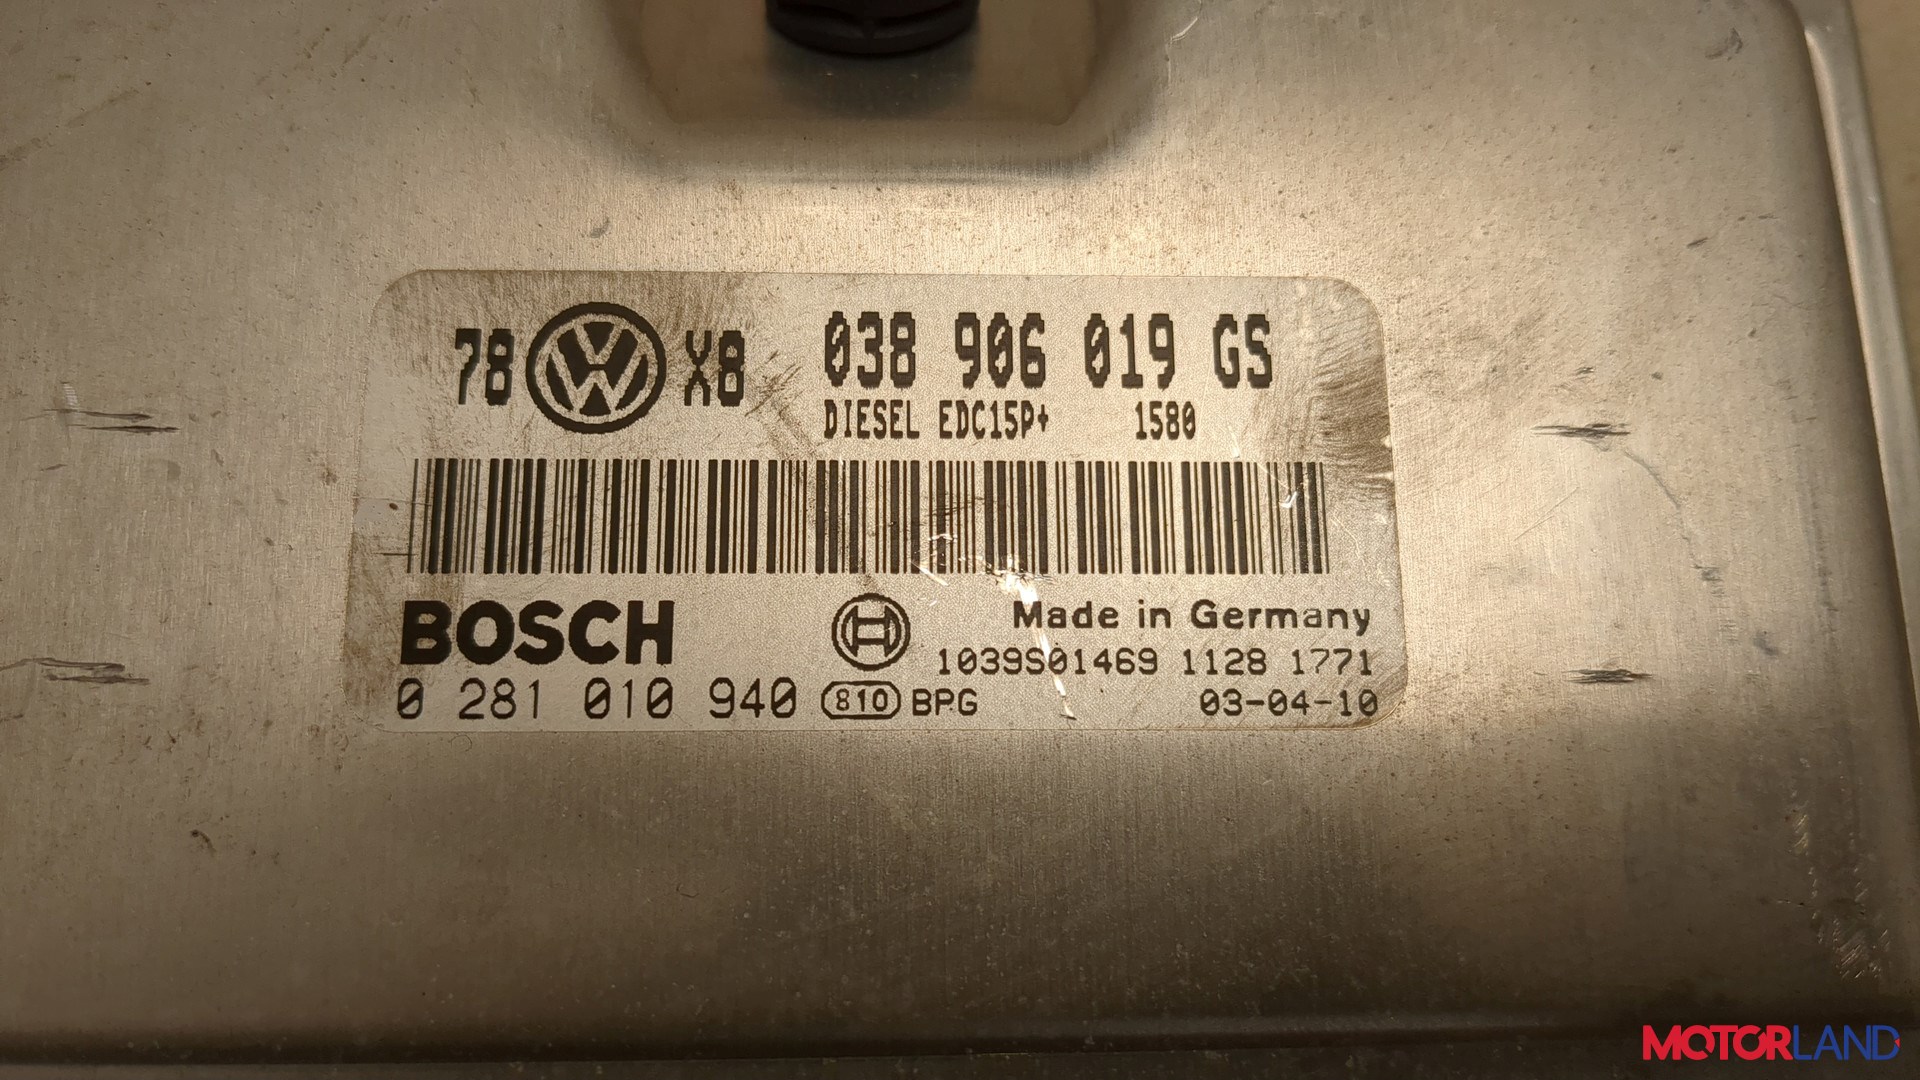 78 VW X8 038 906 019 GS
DIESEL EDC15P+ 1580
BOSCH
Made in Germany
1039S01469 1128 1771
0 281 010 940 810 BPG 03-04-10
MOTORLAND